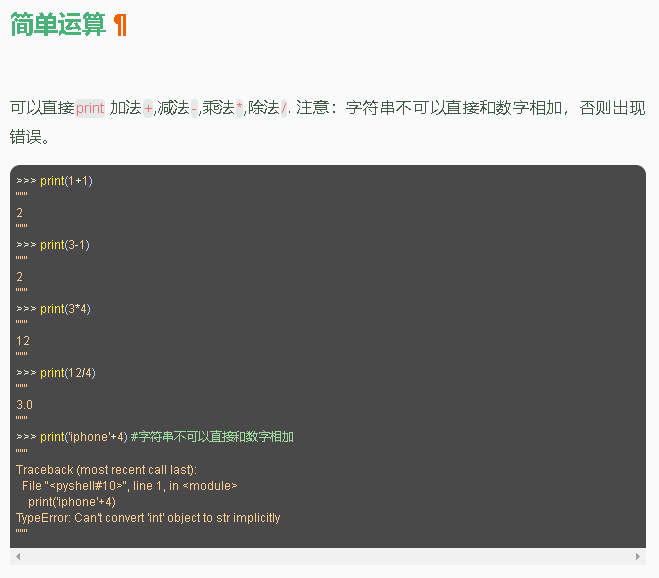 简单运算 ¶
可以直接print 加法+,减法-,乘法*,除法/. 注意：字符串不可以直接和数字相加，否则出现
错误。
>>> print(1+1)
"""
2
"""
>>> print(3-1)
"""
2
"""
>>> print(3*4)
"""
12
"""
>>> print(12/4)
"""
3.0
"""
>>> print('iphone'+4) #字符串不可以直接和数字相加
"""
Traceback (most recent call last):
  File "<pyshell#10>", line 1, in <module>
    print('iphone'+4)
TypeError: Can't convert 'int' object to str implicitly
"""